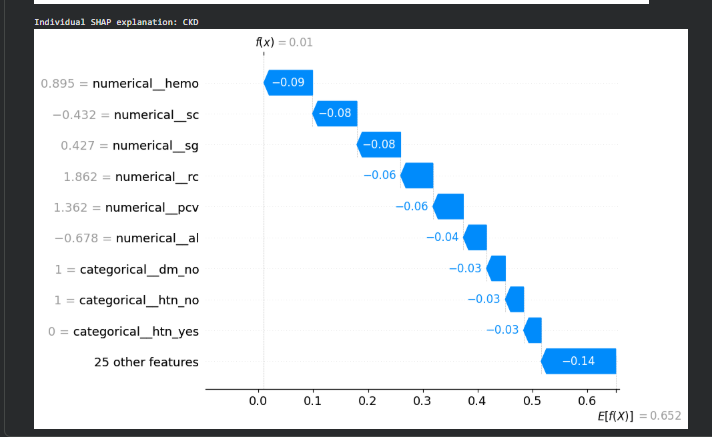 Individual SHAP explanation: CKD
f(x) = 0.01
0.895 = numerical__hemo
−0.09
−0.432 = numerical__sc
−0.08
0.427 = numerical__sg
−0.08
1.862 = numerical__rc
−0.06
1.362 = numerical__pcv
−0.06
−0.678 = numerical__al
−0.04
1 = categorical__dm_no
−0.03
1 = categorical__htn_no
−0.03
0 = categorical__htn_yes
−0.03
25 other features
−0.14
0.0 0.1 0.2 0.3 0.4 0.5 0.6
E[f(X)] = 0.652